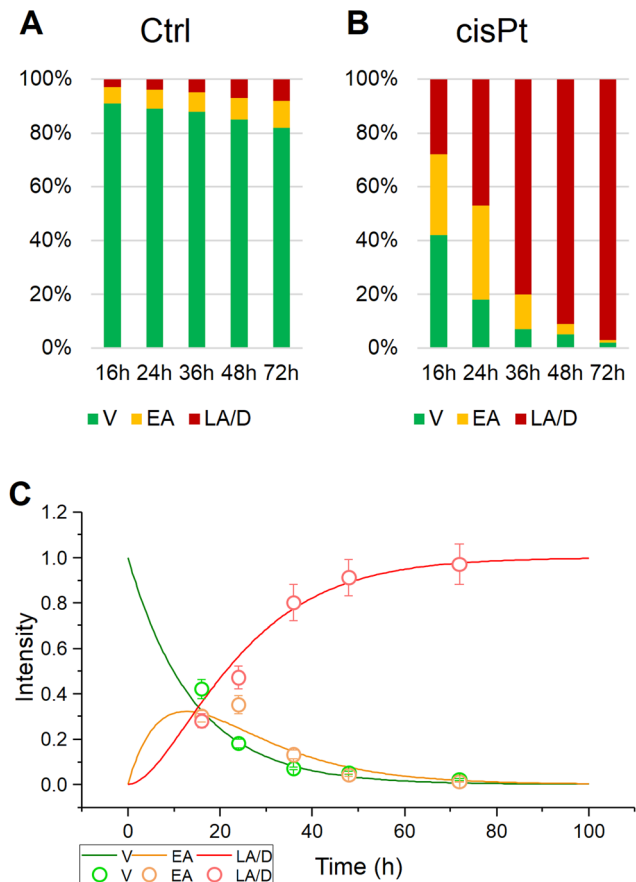 A
Ctrl
100%
80%
60%
40%
20%
0%
16h 24h 36h 48h 72h
V EA LA/D
B
cisPt
100%
80%
60%
40%
20%
0%
16h 24h 36h 48h 72h
V EA LA/D
C
Intensity
1.2
1.0
0.8
0.6
0.4
0.2
0.0
0 20 40 60 80 100
Time (h)
V EA LA/D
V EA LA/D